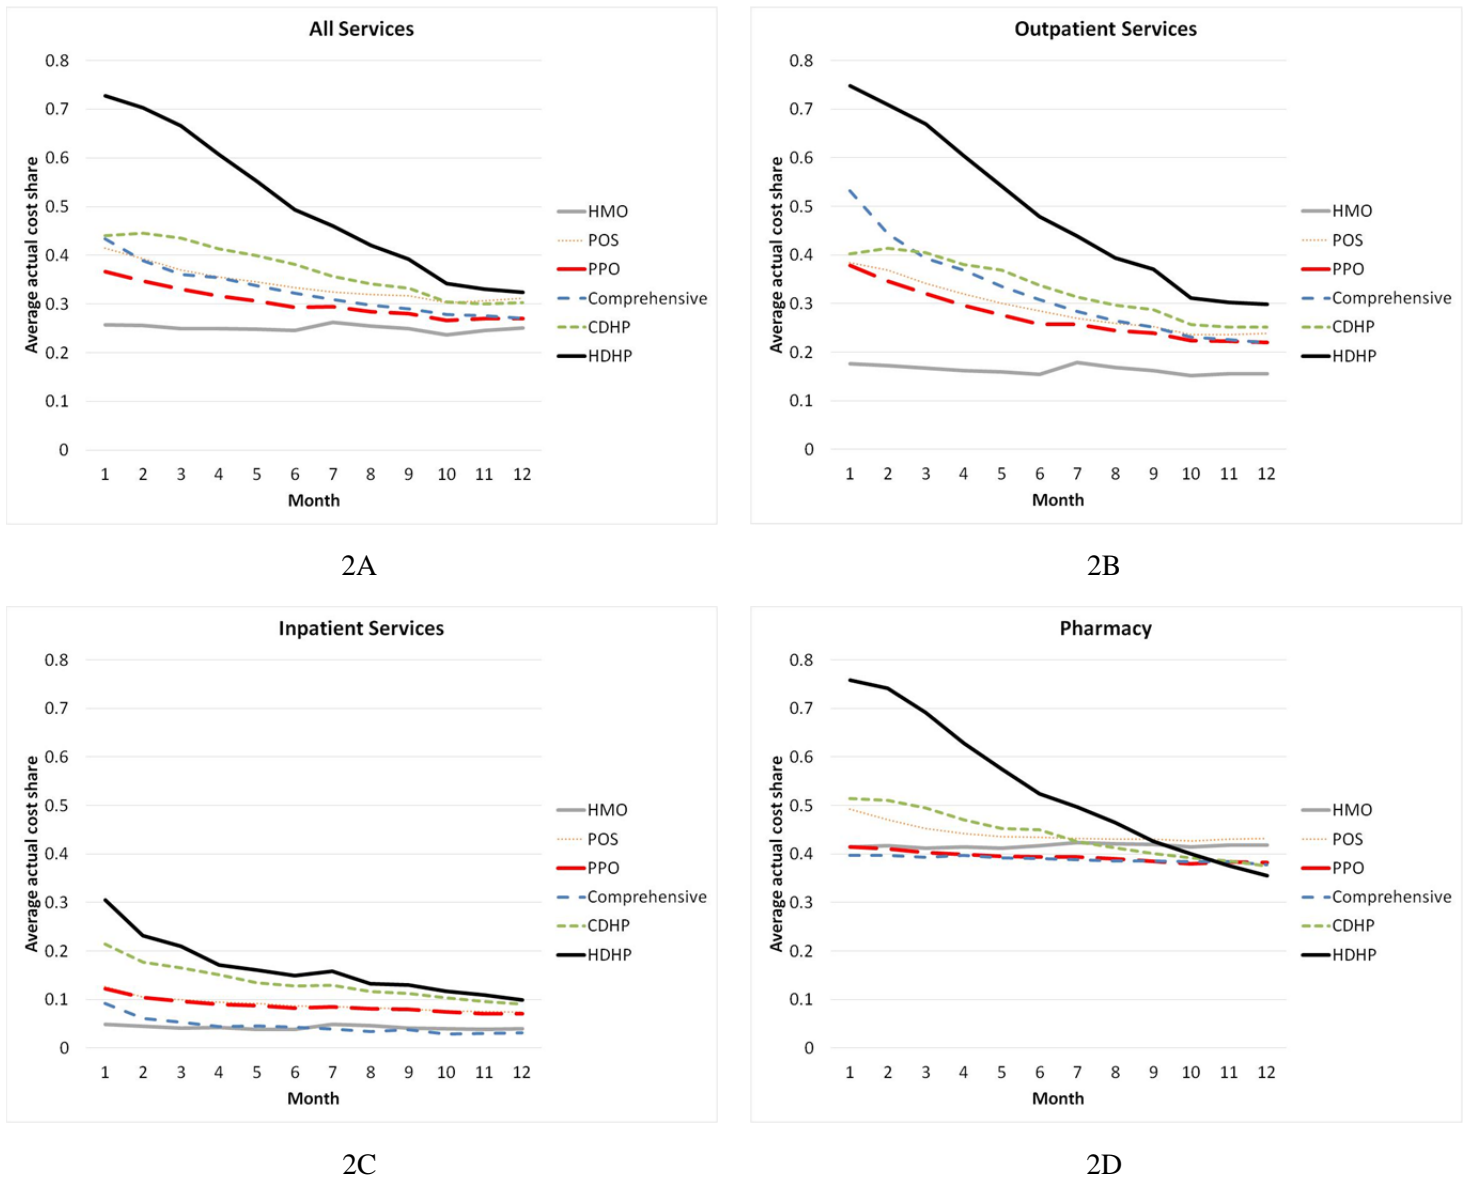 All Services
0.8
0.7
0.6
0.5
0.4
0.3
0.2
0.1
0
Average actual cost share
1 2 3 4 5 6 7 8 9 10 11 12
Month
HMO
POS
PPO
Comprehensive
CDHP
HDHP
2A
Outpatient Services
0.8
0.7
0.6
0.5
0.4
0.3
0.2
0.1
0
Average actual cost share
1 2 3 4 5 6 7 8 9 10 11 12
Month
HMO
POS
PPO
Comprehensive
CDHP
HDHP
2B
Inpatient Services
0.8
0.7
0.6
0.5
0.4
0.3
0.2
0.1
0
Average actual cost share
1 2 3 4 5 6 7 8 9 10 11 12
Month
HMO
POS
PPO
Comprehensive
CDHP
HDHP
2C
Pharmacy
0.8
0.7
0.6
0.5
0.4
0.3
0.2
0.1
0
Average actual cost share
1 2 3 4 5 6 7 8 9 10 11 12
Month
HMO
POS
PPO
Comprehensive
CDHP
HDHP
2D